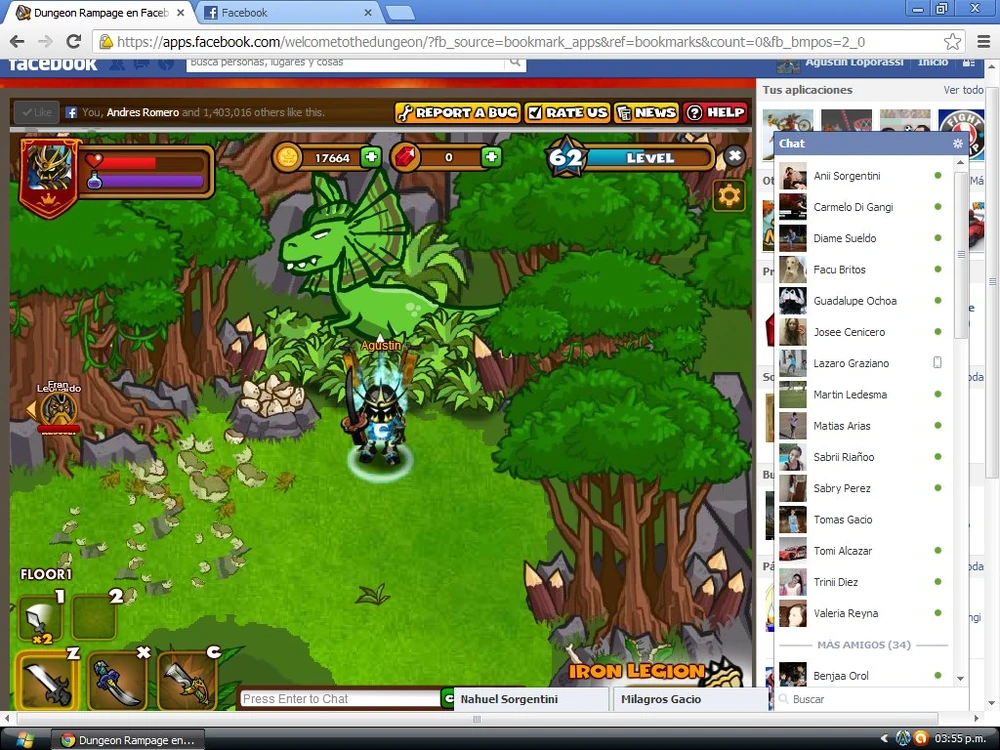 Dungeon Rampage en Faceb
Facebook
https://apps.facebook.com/welcometothedungeon/?fb_source=bookmark_apps&ref=bookmarks&count=0&fb_bmpos=2_0
facebook
Busca personas, lugares y cosas
Agustin Loporassi
Inicio
Like
You, Andres Romero and 1,403,016 others like this.
REPORT A BUG
RATE US
NEWS
HELP
Tus aplicaciones
Ver todo
17664
0
62
LEVEL
Agustin
Fran
Leonardo
FLOOR1
1
2
x2
Z
X
C
Press Enter to Chat
IRON LEGION
Chat
Anii Sorgentini
Carmelo Di Gangi
Diame Sueldo
Facu Britos
Guadalupe Ochoa
Josee Cenicero
Lazaro Graziano
Martin Ledesma
Matias Arias
Sabrii Riañoo
Sabry Perez
Tomas Gacio
Tomi Alcazar
Trinii Diez
Valeria Reyna
MÁS AMIGOS (34)
Benjaa Orol
Buscar
Nahuel Sorgentini
Milagros Gacio
Dungeon Rampage en...
03:55 p.m.